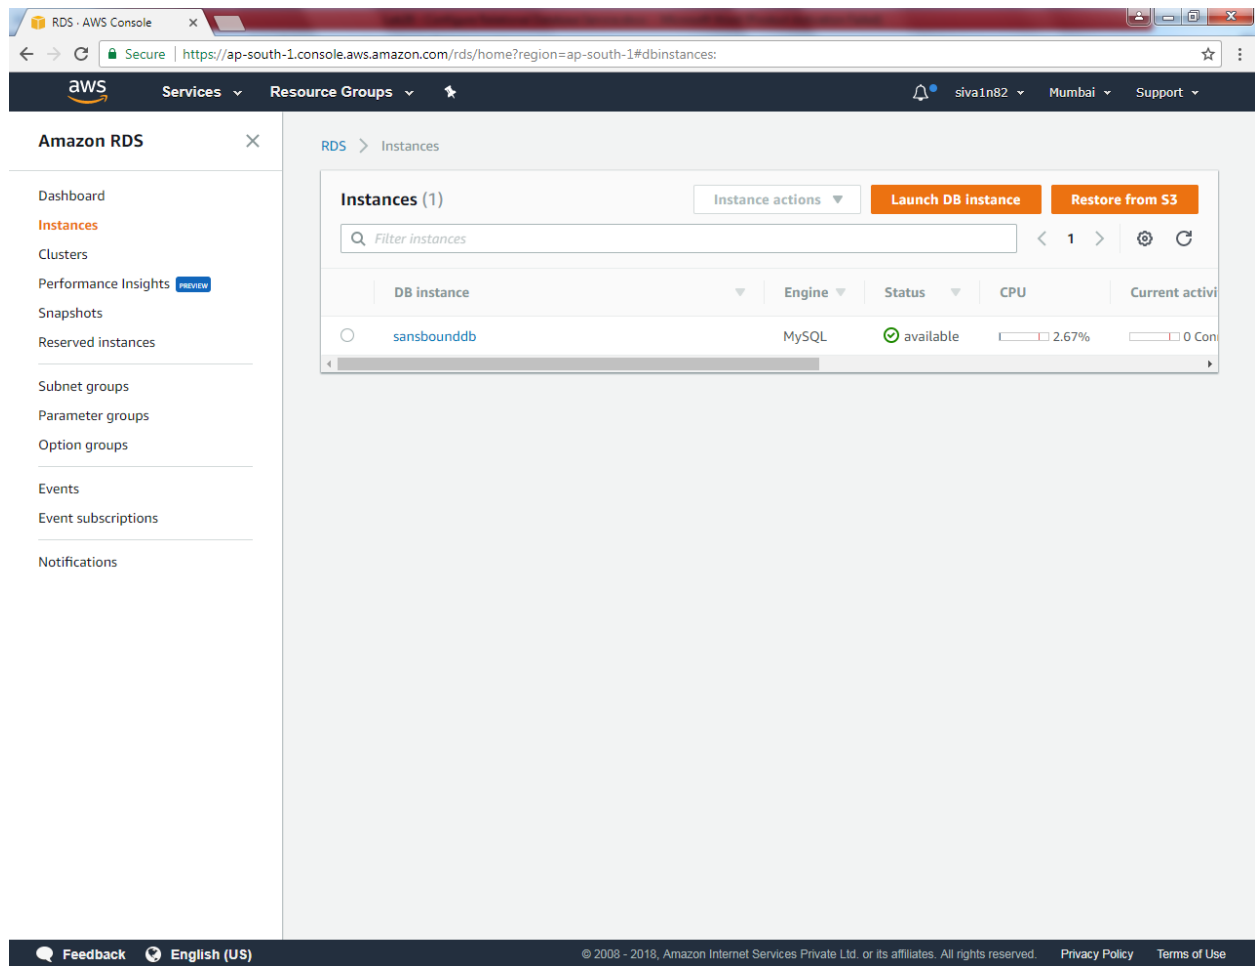 RDS · AWS Console
Secure https://ap-south-1.console.aws.amazon.com/rds/home?region=ap-south-1#dbinstances:
aws Services Resource Groups siva1n82 Mumbai Support
Amazon RDS
Dashboard
Instances
Clusters
Performance Insights PREVIEW
Snapshots
Reserved instances
Subnet groups
Parameter groups
Option groups
Events
Event subscriptions
Notifications
RDS > Instances
Instances (1) Instance actions Launch DB instance Restore from S3
Filter instances 1
DB instance Engine Status CPU Current activi
sansbounddb MySQL available 2.67% 0 Con
Feedback English (US) © 2008 - 2018, Amazon Internet Services Private Ltd. or its affiliates. All rights reserved. Privacy Policy Terms of Use